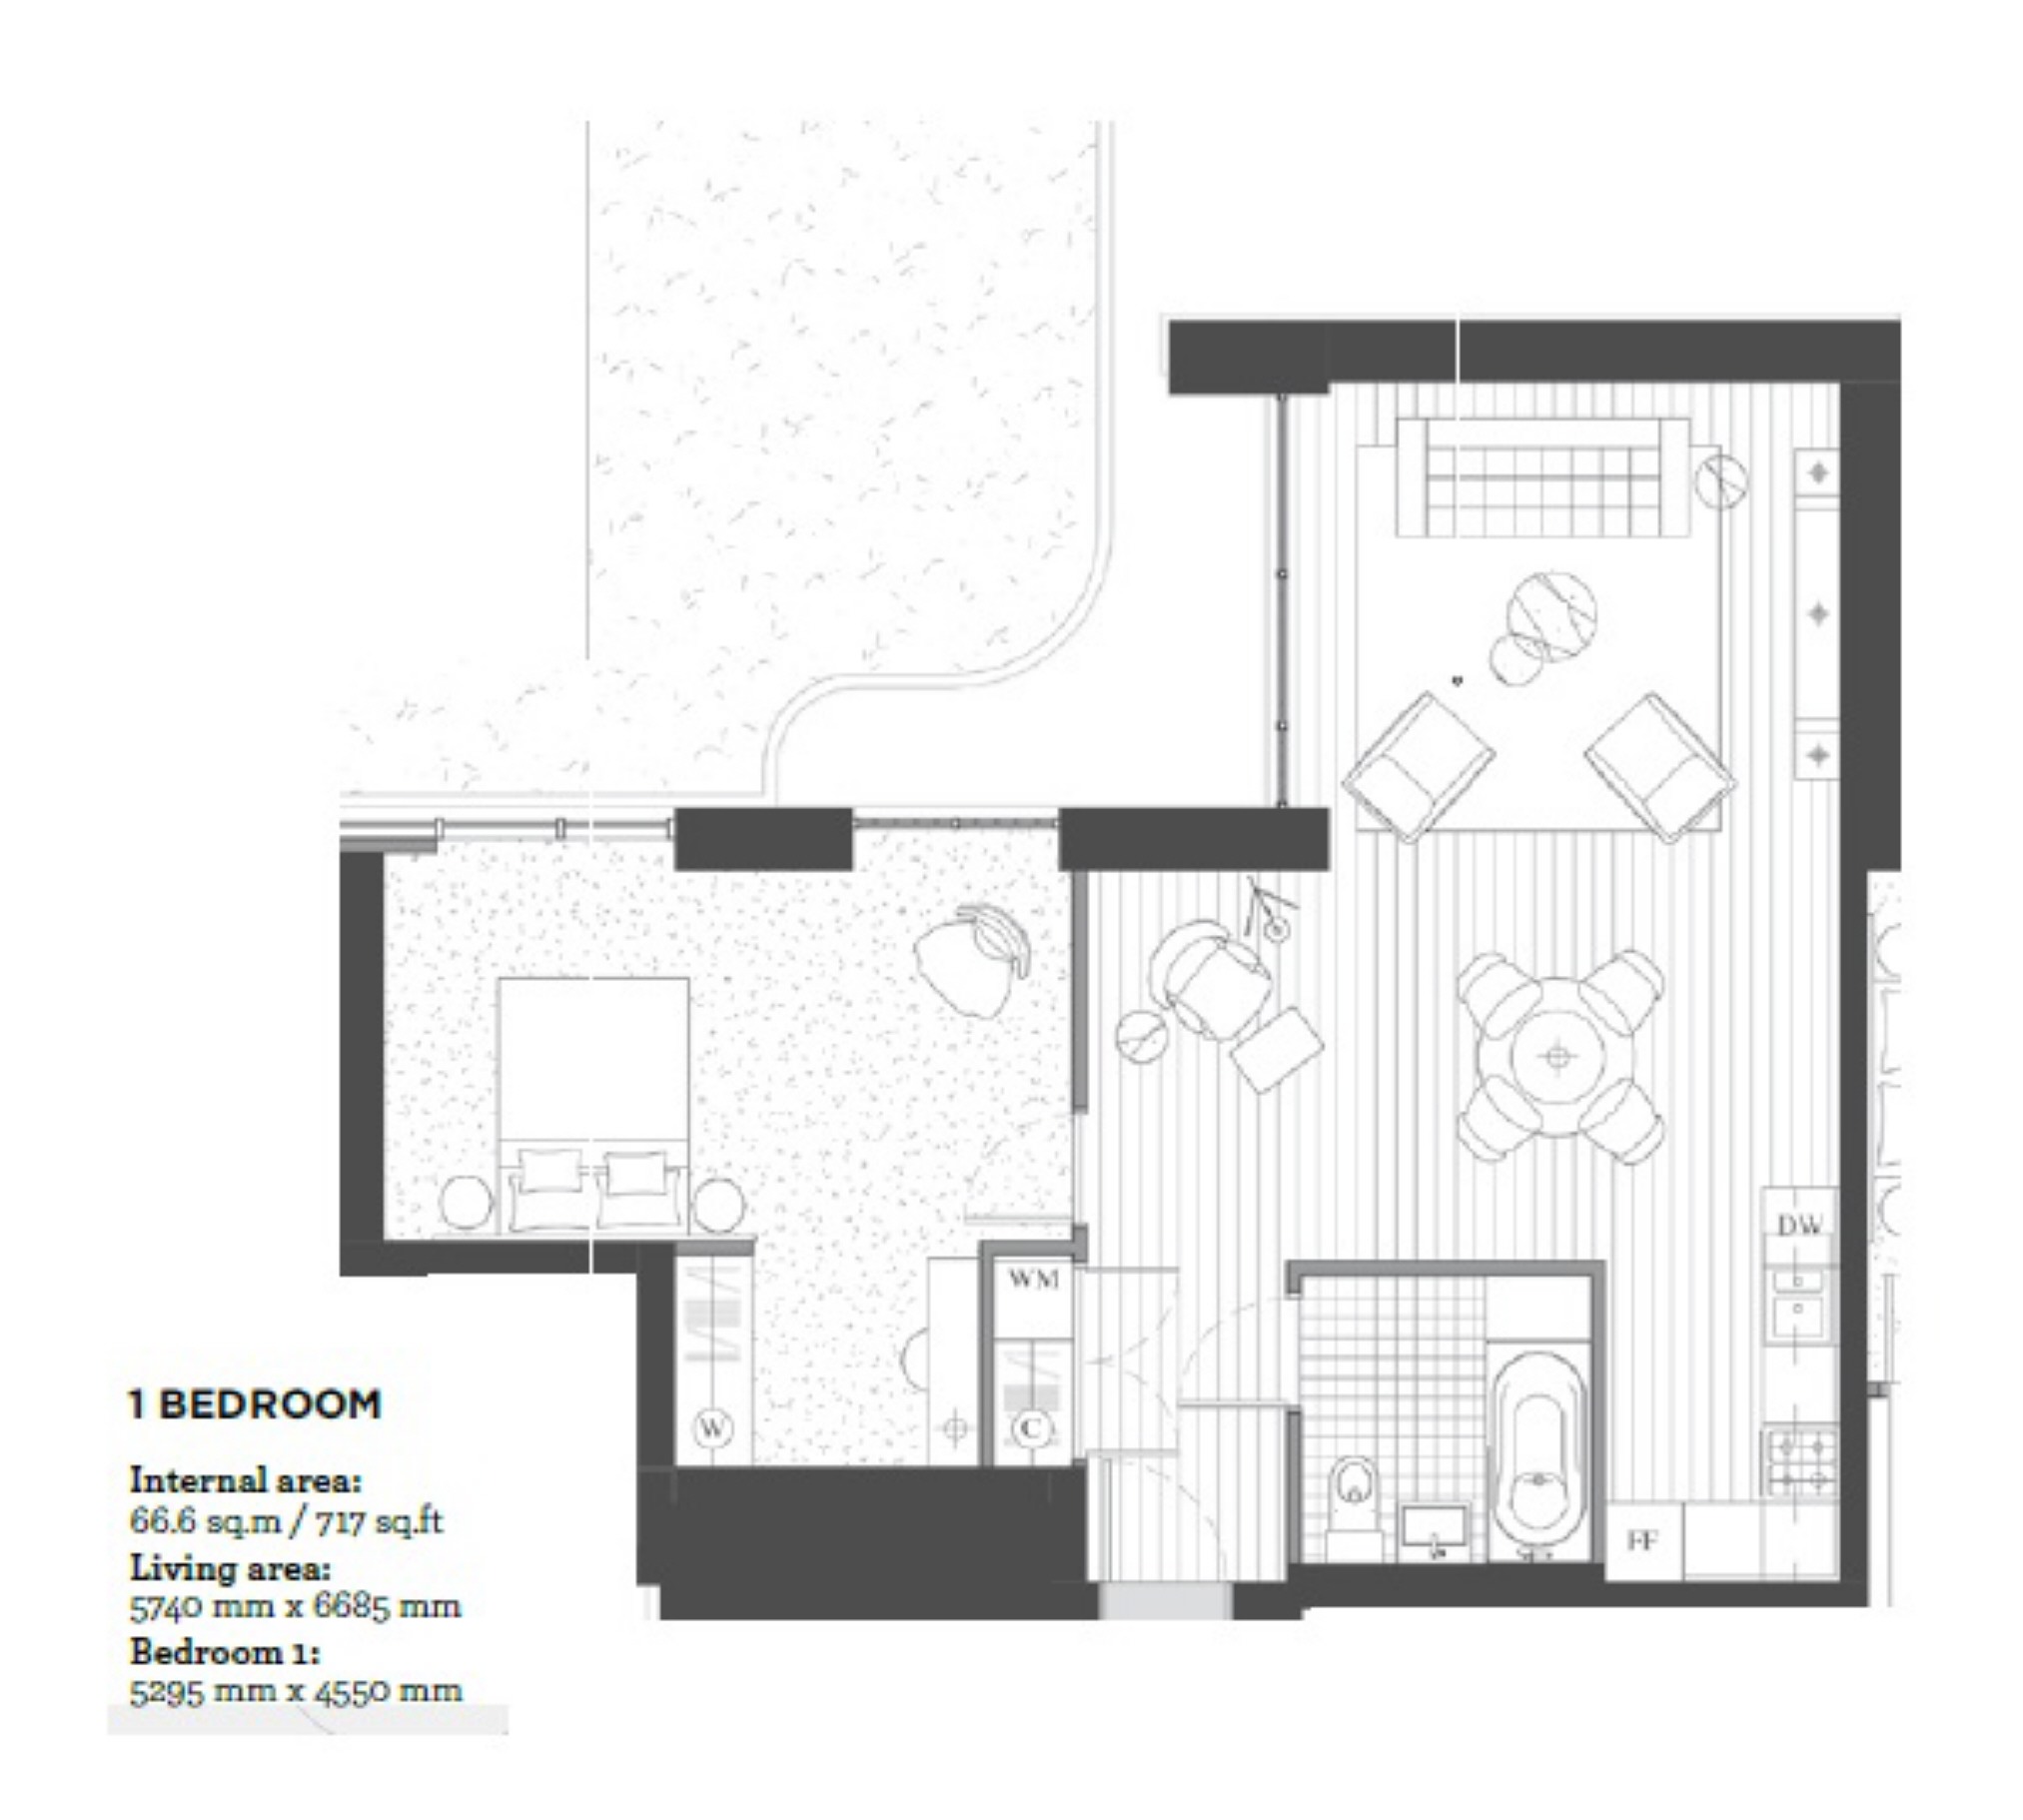 DW
WM
W
C
FF
1 BEDROOM
Internal area:
66.6 sq.m / 717 sq.ft
Living area:
5740 mm x 6685 mm
Bedroom 1:
5295 mm x 4550 mm